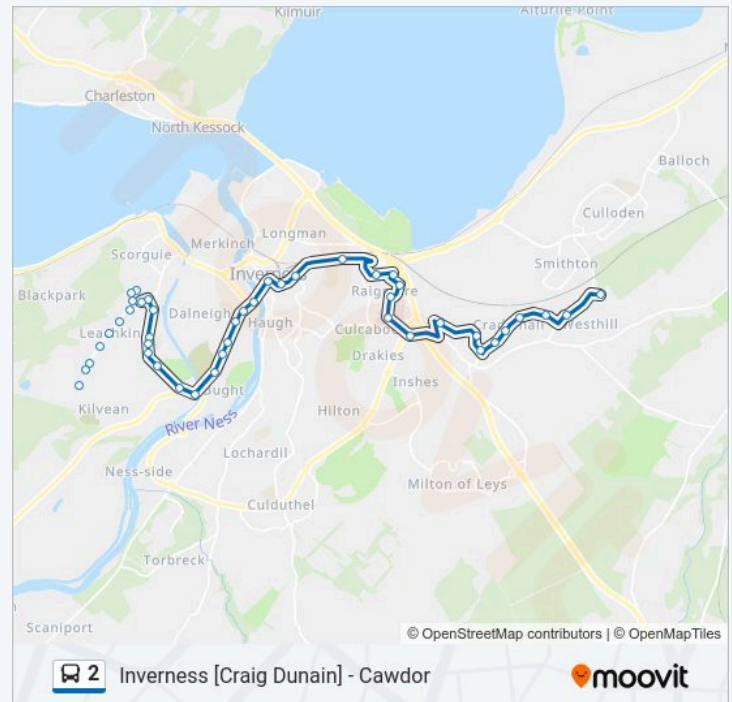 Kilmuir
Alturlie Point
Charleston
North Kessock
Balloch
Culloden
Longman
Scorguie
Merkinch
Smithton
Inverness
Blackpark
Raigmore
Dalneigh
Haugh
Culcabock
Westhill
Leachkin
Drakies
Inshes
Bught
Kilvean
Hilton
River Ness
Lochardil
Ness-side
Milton of Leys
Culduthel
Torbreck
Scaniport
© OpenStreetMap contributors | © OpenMapTiles
2 Inverness [Craig Dunain] - Cawdor
moovit